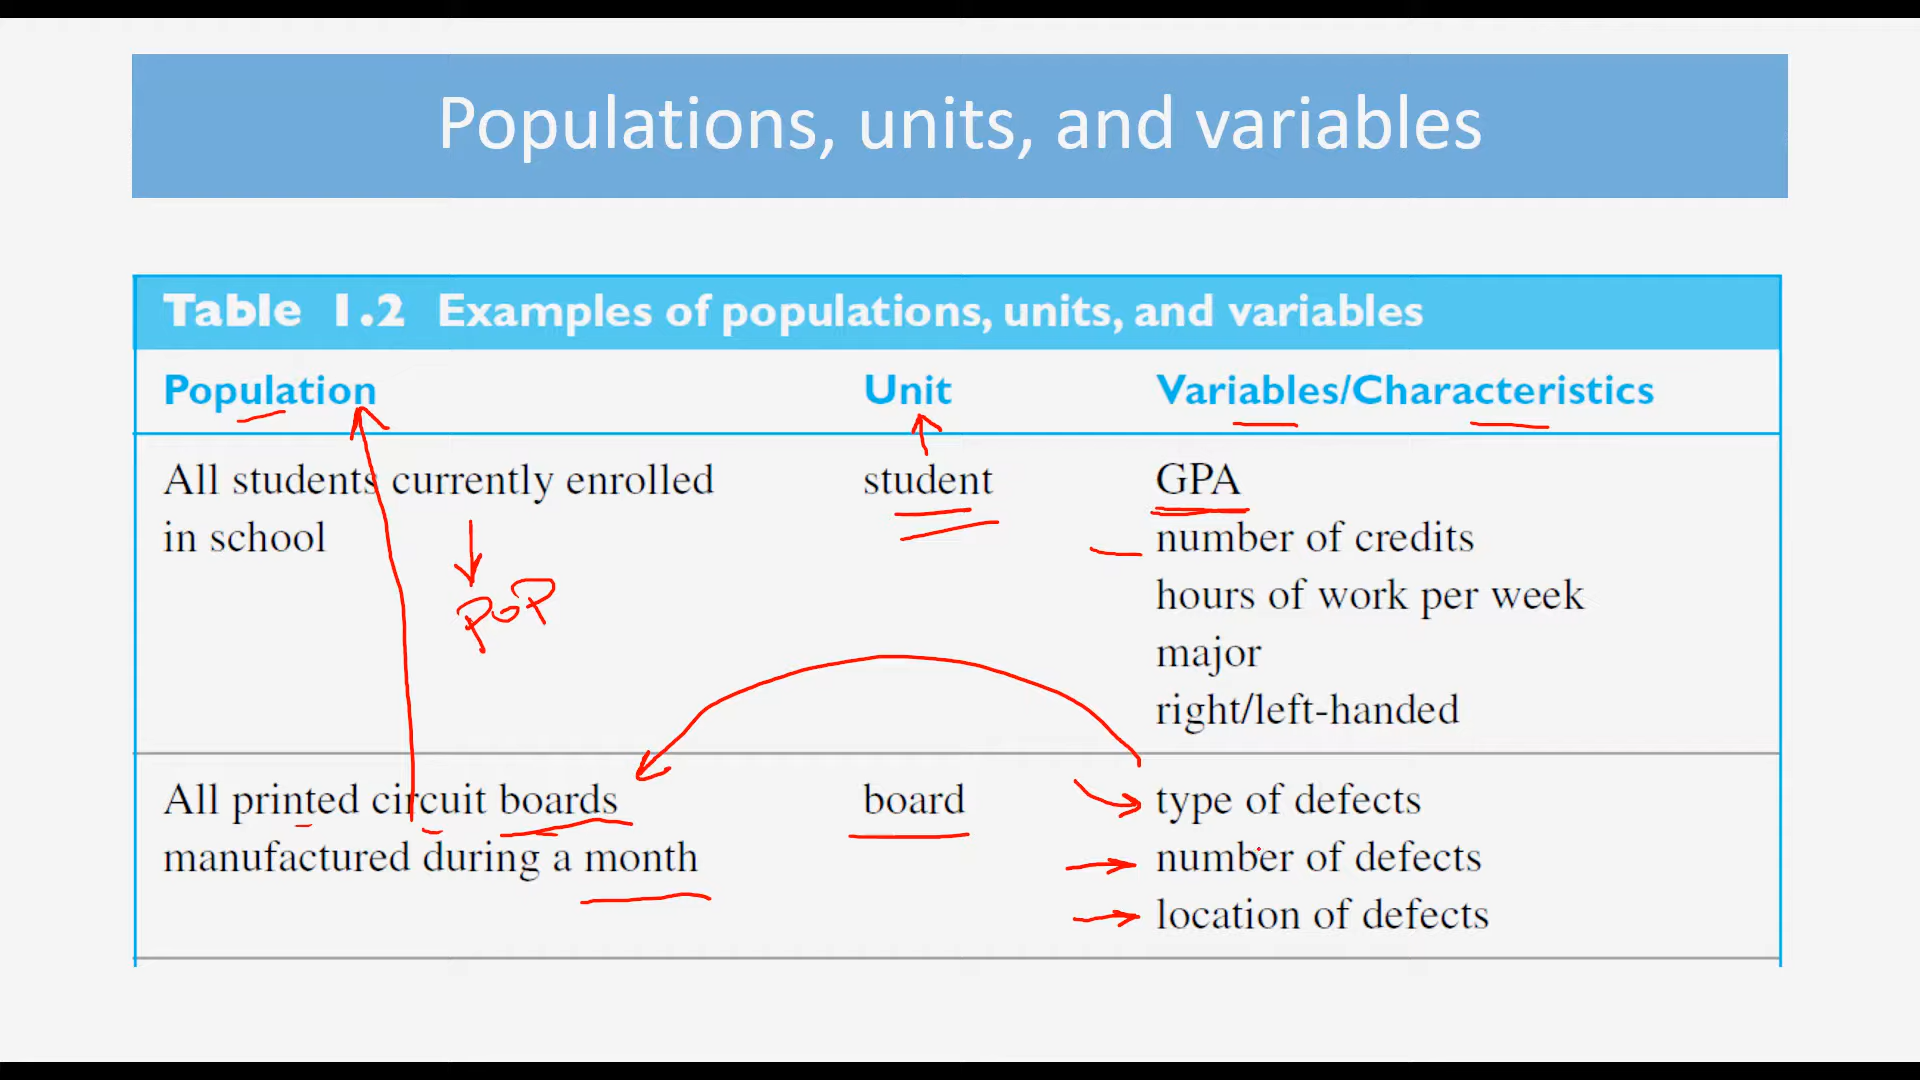 Populations, units, and variables
Table 1.2 Examples of populations, units, and variables
Population Unit Variables/Characteristics
All students currently enrolled student GPA
in school number of credits
POP hours of work per week
major
right/left-handed
All printed circuit boards board type of defects
manufactured during a month number of defects
location of defects